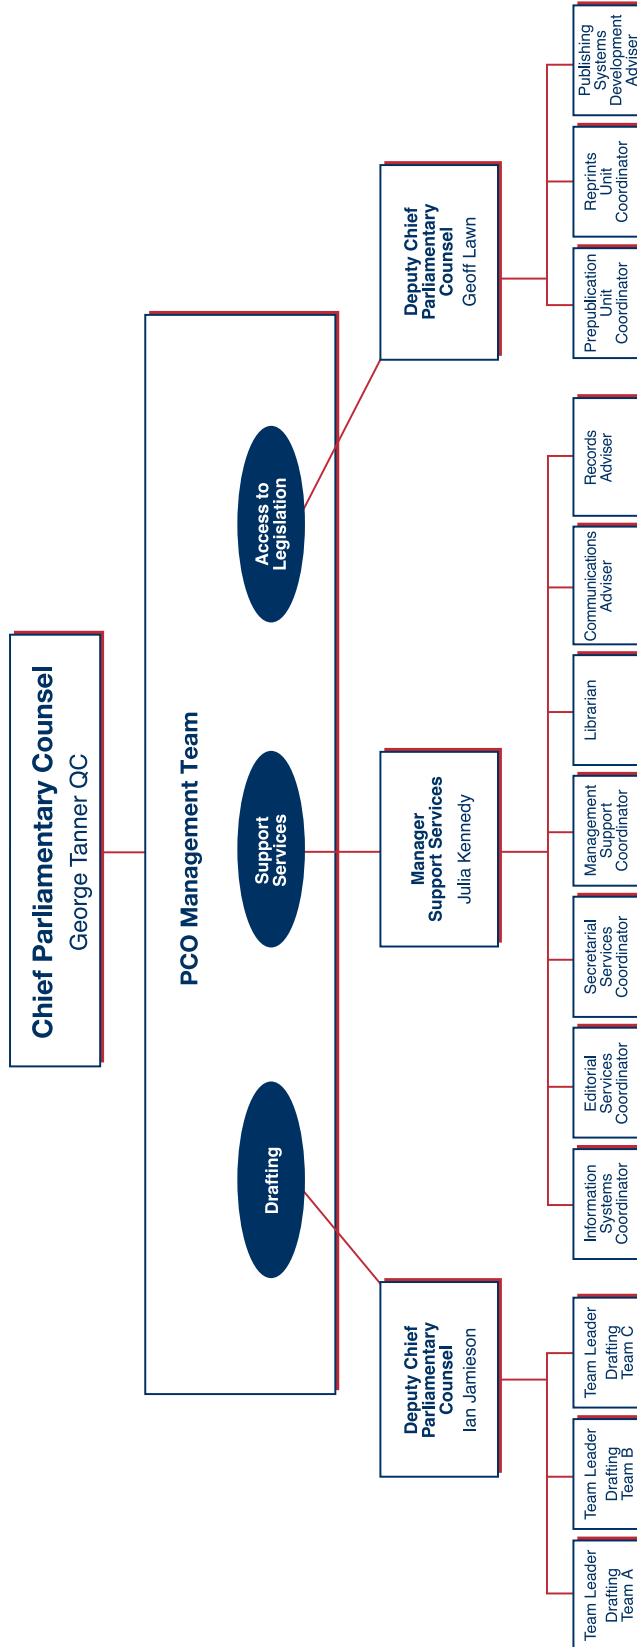 Chief Parliamentary Counsel
George Tanner QC
PCO Management Team
Drafting
Support
Services
Access to
Legislation
Deputy Chief
Parliamentary
Counsel
Ian Jamieson
Manager
Support Services
Julia Kennedy
Deputy Chief
Parliamentary
Counsel
Geoff Lawn
Team Leader
Drafting
Team A
Team Leader
Drafting
Team B
Team Leader
Drafting
Team C
Information
Systems
Coordinator
Editorial
Services
Coordinator
Secretarial
Services
Coordinator
Management
Support
Coordinator
Librarian
Communications
Adviser
Records
Adviser
Prepublication
Unit
Coordinator
Reprints
Unit
Coordinator
Publishing
Systems
Development
Adviser